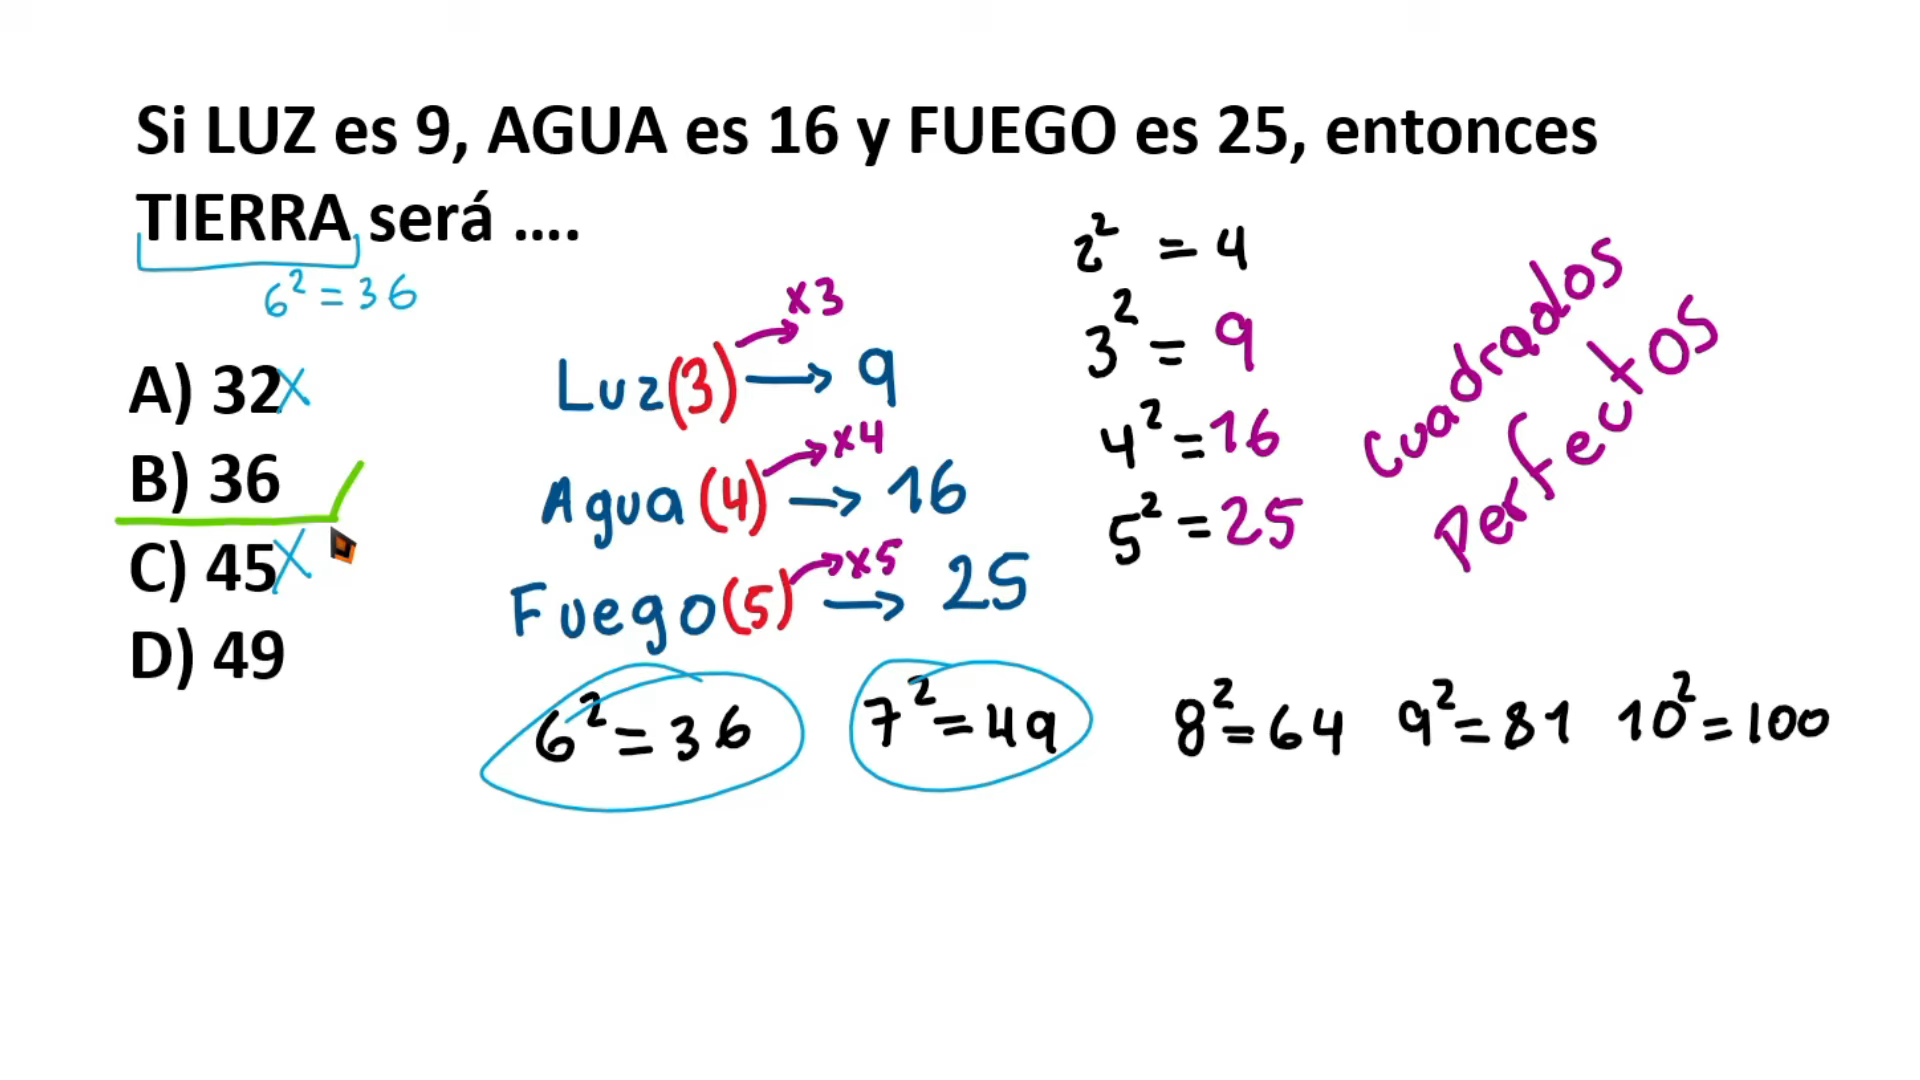 Si LUZ es 9, AGUA es 16 y FUEGO es 25, entonces
TIERRA será ....
6² = 36
A) 32 X
B) 36
C) 45 X
D) 49
Luz (3) → 9
x3
Agua (4) → 16
x4
Fuego (5) → 25
x5
2² = 4
3² = 9
4² = 16
5² = 25
Cuadrados
Perfectos
6² = 36
7² = 49
8² = 64
9² = 81
10² = 100